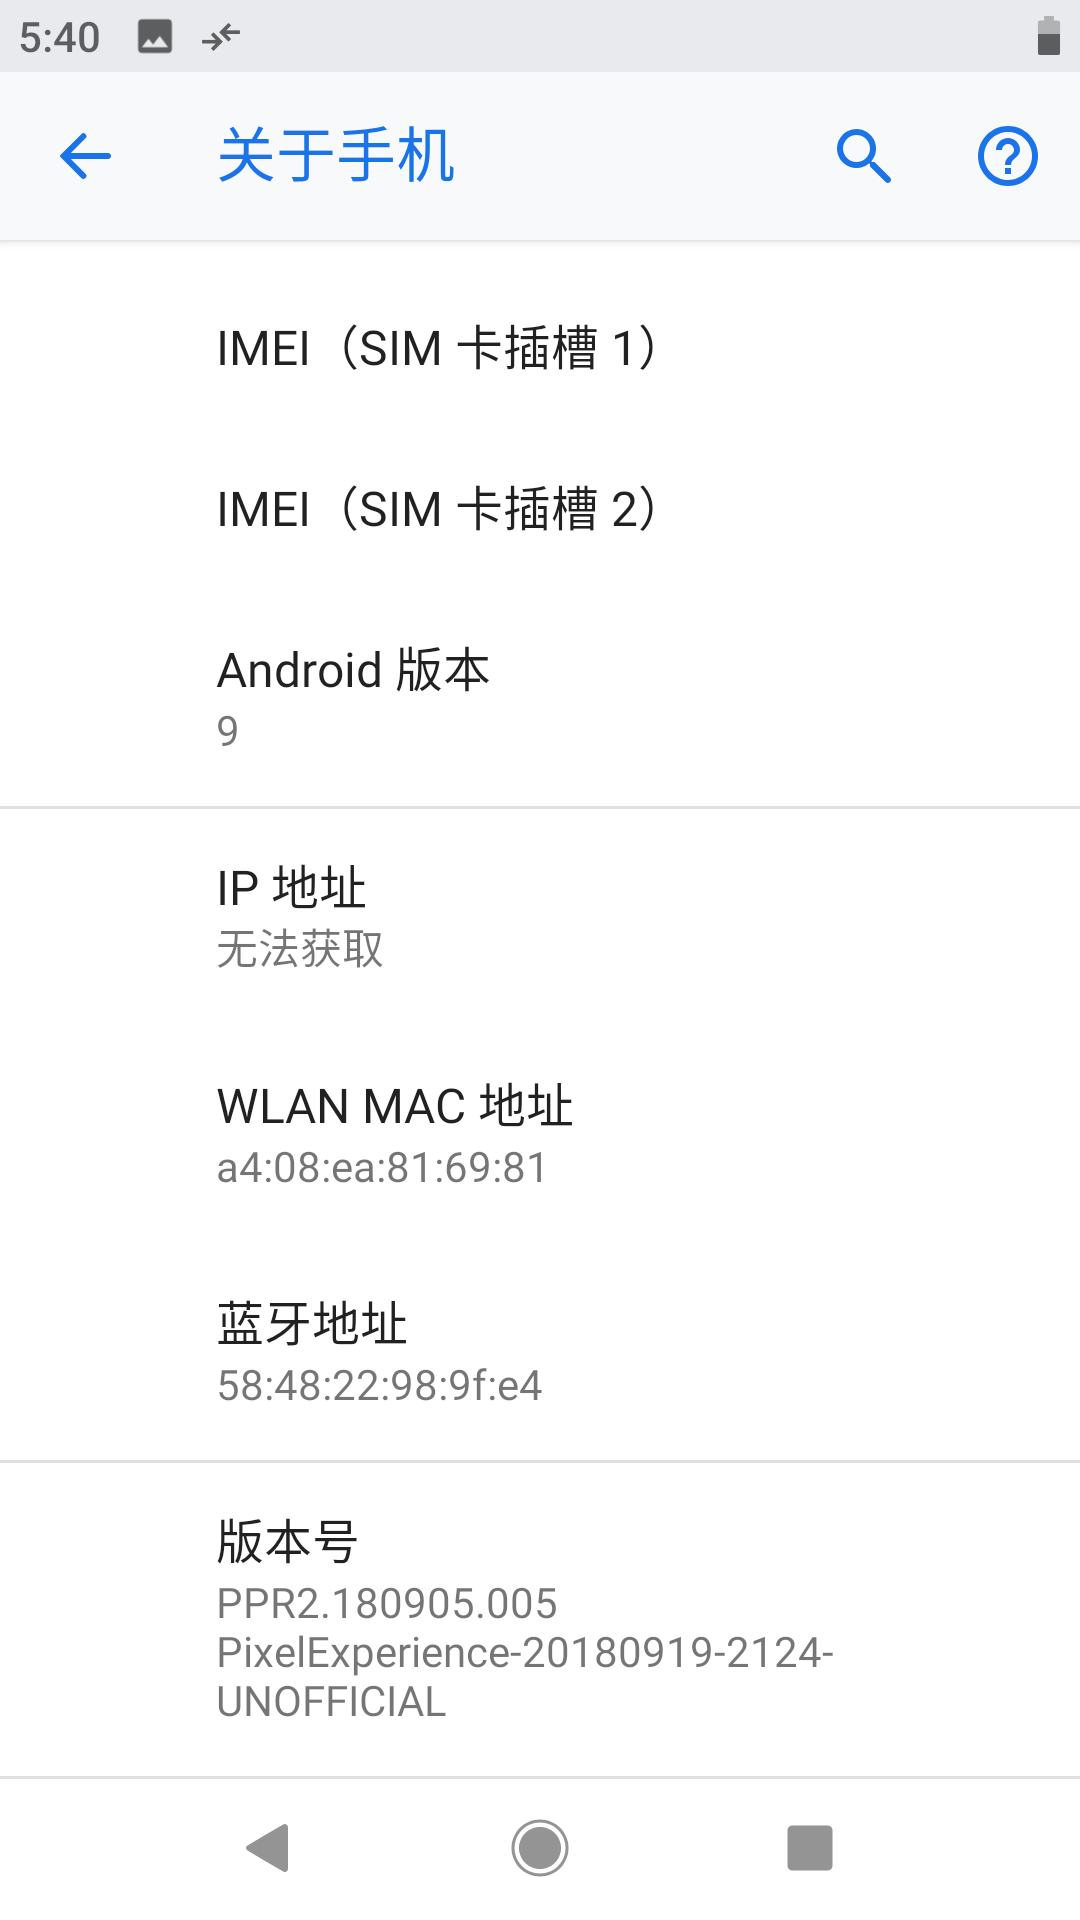 5:40
关于手机
IMEI（SIM 卡插槽 1）
IMEI（SIM 卡插槽 2）
Android 版本
9
IP 地址
无法获取
WLAN MAC 地址
a4:08:ea:81:69:81
蓝牙地址
58:48:22:98:9f:e4
版本号
PPR2.180905.005
PixelExperience-20180919-2124-
UNOFFICIAL